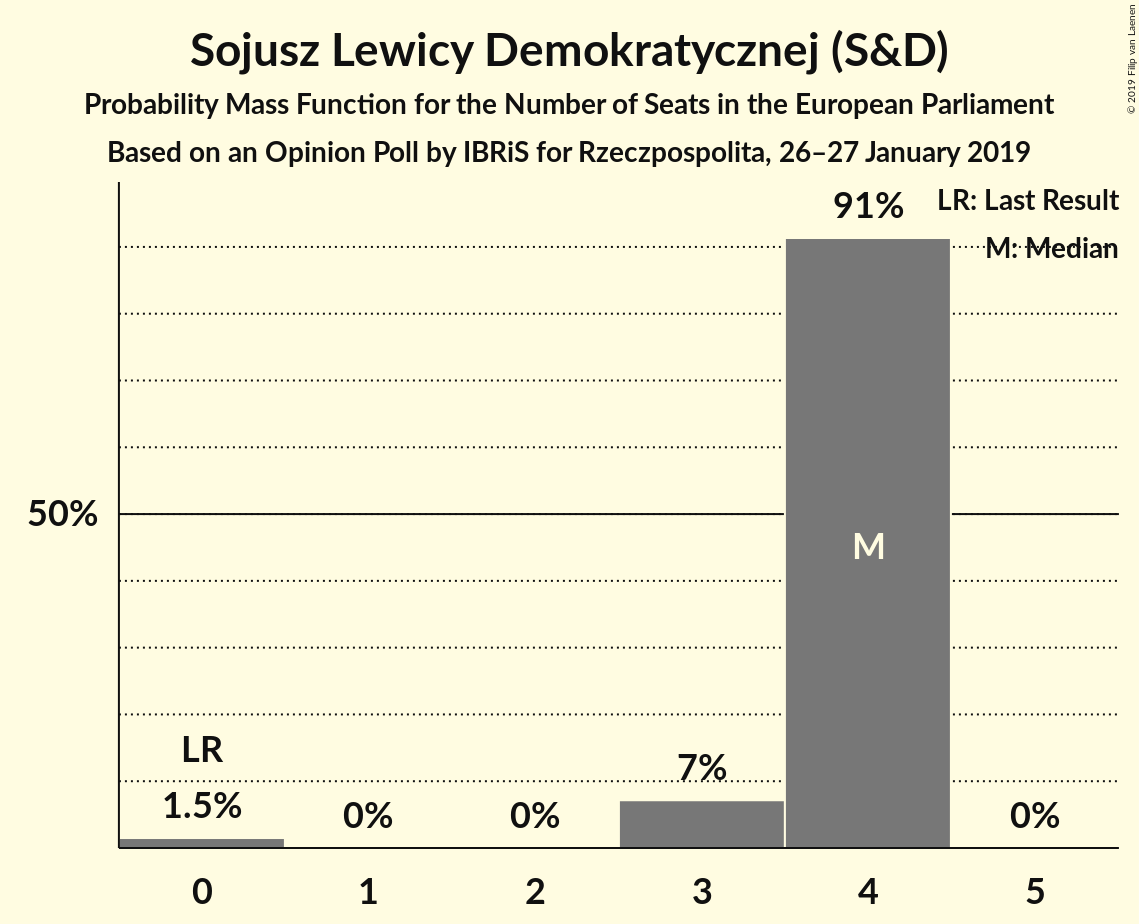 Sojusz Lewicy Demokratycznej (S&D)
Probability Mass Function for the Number of Seats in the European Parliament
Based on an Opinion Poll by IBRiS for Rzeczpospolita, 26–27 January 2019
© 2019 Filip van Laenen
LR: Last Result
M: Median
91%
50%
M
LR
7%
1.5%
0%
0%
0%
0
1
2
3
4
5